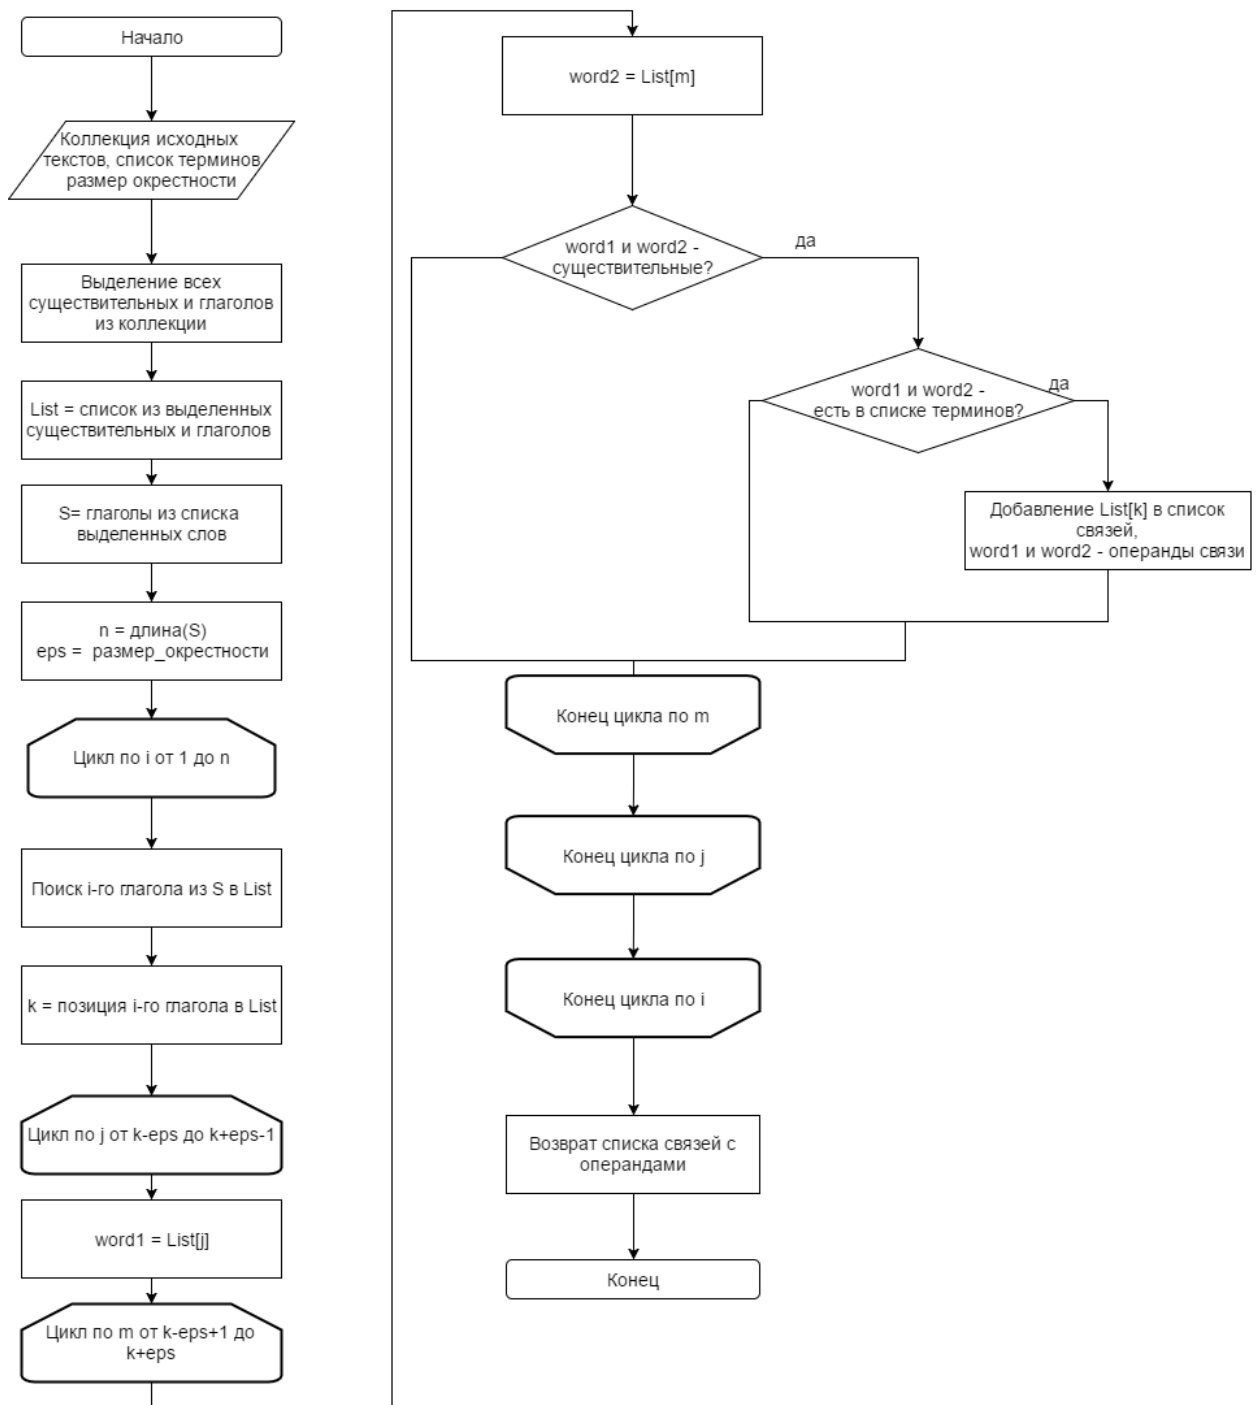 Начало
Коллекция исходных
текстов, список терминов,
размер окрестности
Выделение всех
существительных и глаголов
из коллекции
List = список из выделенных
существительных и глаголов
S= глаголы из списка
выделенных слов
n = длина(S)
eps = размер_окрестности
Цикл по i от 1 до n
Поиск i-го глагола из S в List
k = позиция i-го глагола в List
Цикл по j от k-eps до k+eps-1
word1 = List[j]
Цикл по m от k-eps+1 до
k+eps
word2 = List[m]
word1 и word2 -
существительные?
да
word1 и word2 -
есть в списке терминов?
да
Добавление List[k] в список
связей,
word1 и word2 - операнды связи
Конец цикла по m
Конец цикла по j
Конец цикла по i
Возврат списка связей с
операндами
Конец